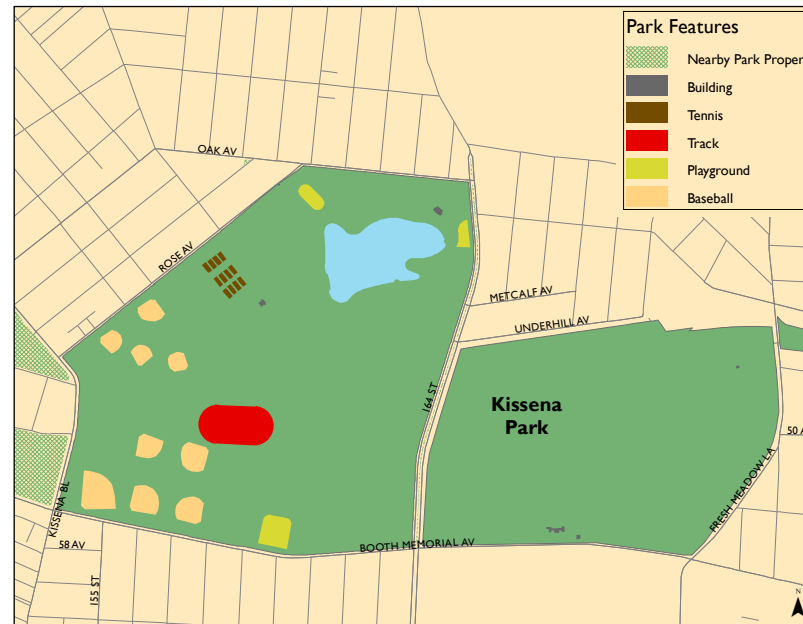 Park Features
Nearby Park Proper
Building
Tennis
Track
Playground
Baseball
OAK AV
ROSE AV
METCALF AV
UNDERHILL AV
164 ST
Kissena
Park
50 A
FRESH MEADOW LA
KISSENA BL
BOOTH MEMORIAL AV
58 AV
155 ST
N